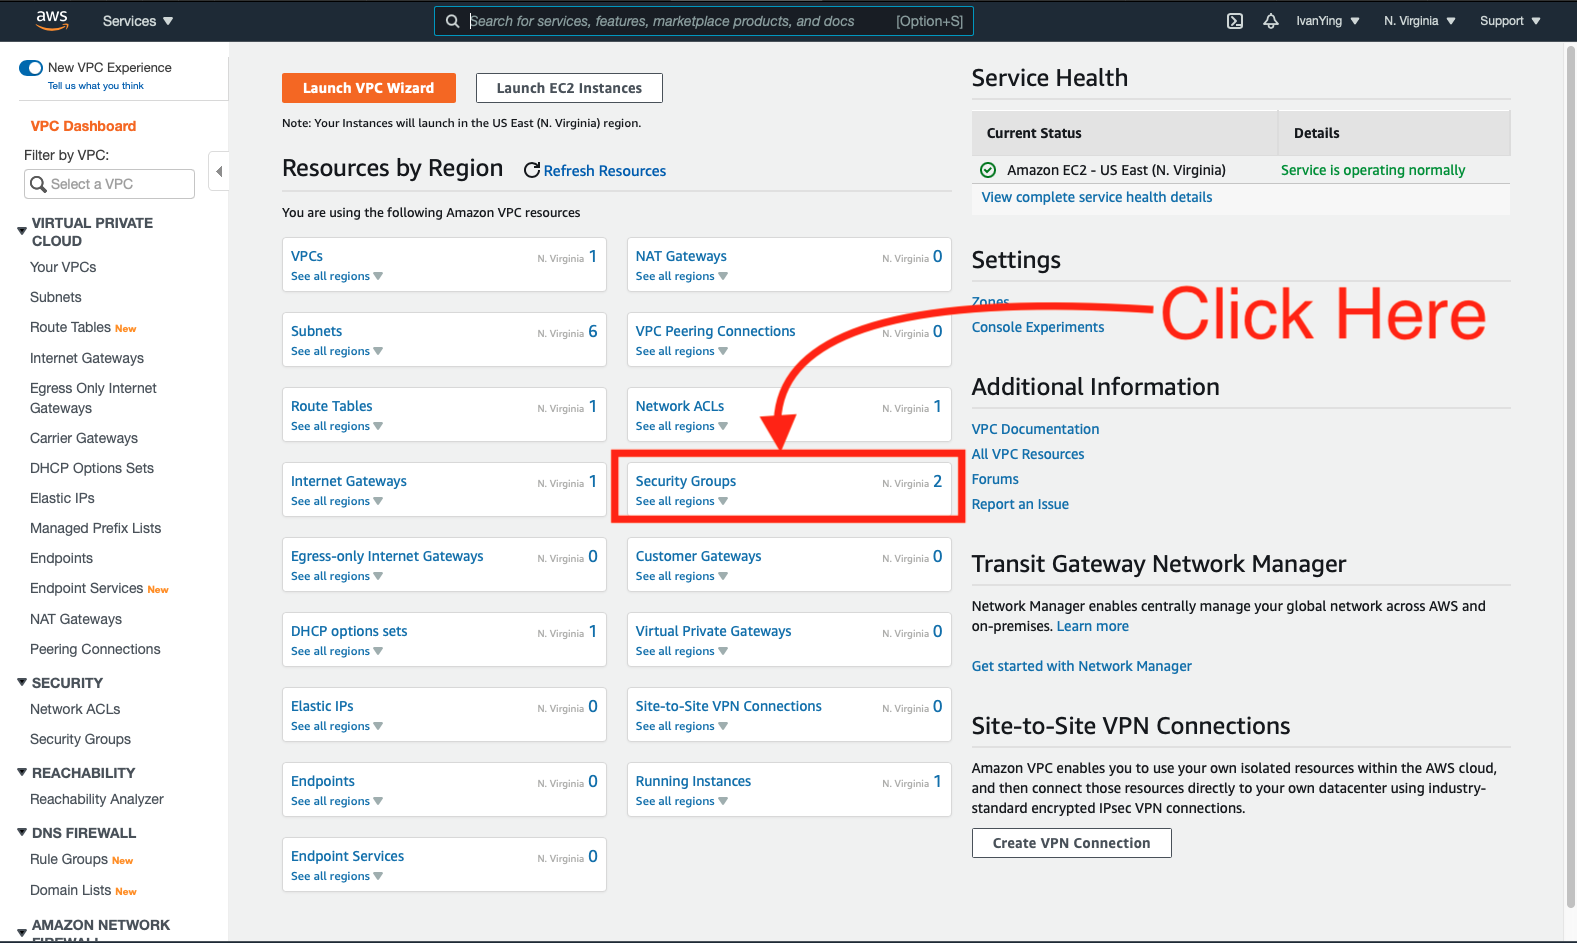 aws
Services
Search for services, features, marketplace products, and docs
[Option+S]
IvanYing
N. Virginia
Support
New VPC Experience
Tell us what you think
VPC Dashboard
Filter by VPC:
Select a VPC
VIRTUAL PRIVATE
CLOUD
Your VPCs
Subnets
Route Tables New
Internet Gateways
Egress Only Internet
Gateways
Carrier Gateways
DHCP Options Sets
Elastic IPs
Managed Prefix Lists
Endpoints
Endpoint Services New
NAT Gateways
Peering Connections
SECURITY
Network ACLs
Security Groups
REACHABILITY
Reachability Analyzer
DNS FIREWALL
Rule Groups New
Domain Lists New
AMAZON NETWORK
FIREWALL
Launch VPC Wizard
Launch EC2 Instances
Note: Your Instances will launch in the US East (N. Virginia) region.
Resources by Region
Refresh Resources
You are using the following Amazon VPC resources
VPCs N. Virginia 1
See all regions
NAT Gateways N. Virginia 0
See all regions
Subnets N. Virginia 6
See all regions
VPC Peering Connections N. Virginia 0
See all regions
Route Tables N. Virginia 1
See all regions
Network ACLs N. Virginia 1
See all regions
Internet Gateways N. Virginia 1
See all regions
Security Groups N. Virginia 2
See all regions
Egress-only Internet Gateways N. Virginia 0
See all regions
Customer Gateways N. Virginia 0
See all regions
DHCP options sets N. Virginia 1
See all regions
Virtual Private Gateways N. Virginia 0
See all regions
Elastic IPs N. Virginia 0
See all regions
Site-to-Site VPN Connections N. Virginia 0
See all regions
Endpoints N. Virginia 0
See all regions
Running Instances N. Virginia 1
See all regions
Endpoint Services N. Virginia 0
See all regions
Service Health
Current Status Details
Amazon EC2 - US East (N. Virginia) Service is operating normally
View complete service health details
Settings
Zones
Click Here
Console Experiments
Additional Information
VPC Documentation
All VPC Resources
Forums
Report an Issue
Transit Gateway Network Manager
Network Manager enables centrally manage your global network across AWS and
on-premises. Learn more
Get started with Network Manager
Site-to-Site VPN Connections
Amazon VPC enables you to use your own isolated resources within the AWS cloud,
and then connect those resources directly to your own datacenter using industry-
standard encrypted IPsec VPN connections.
Create VPN Connection